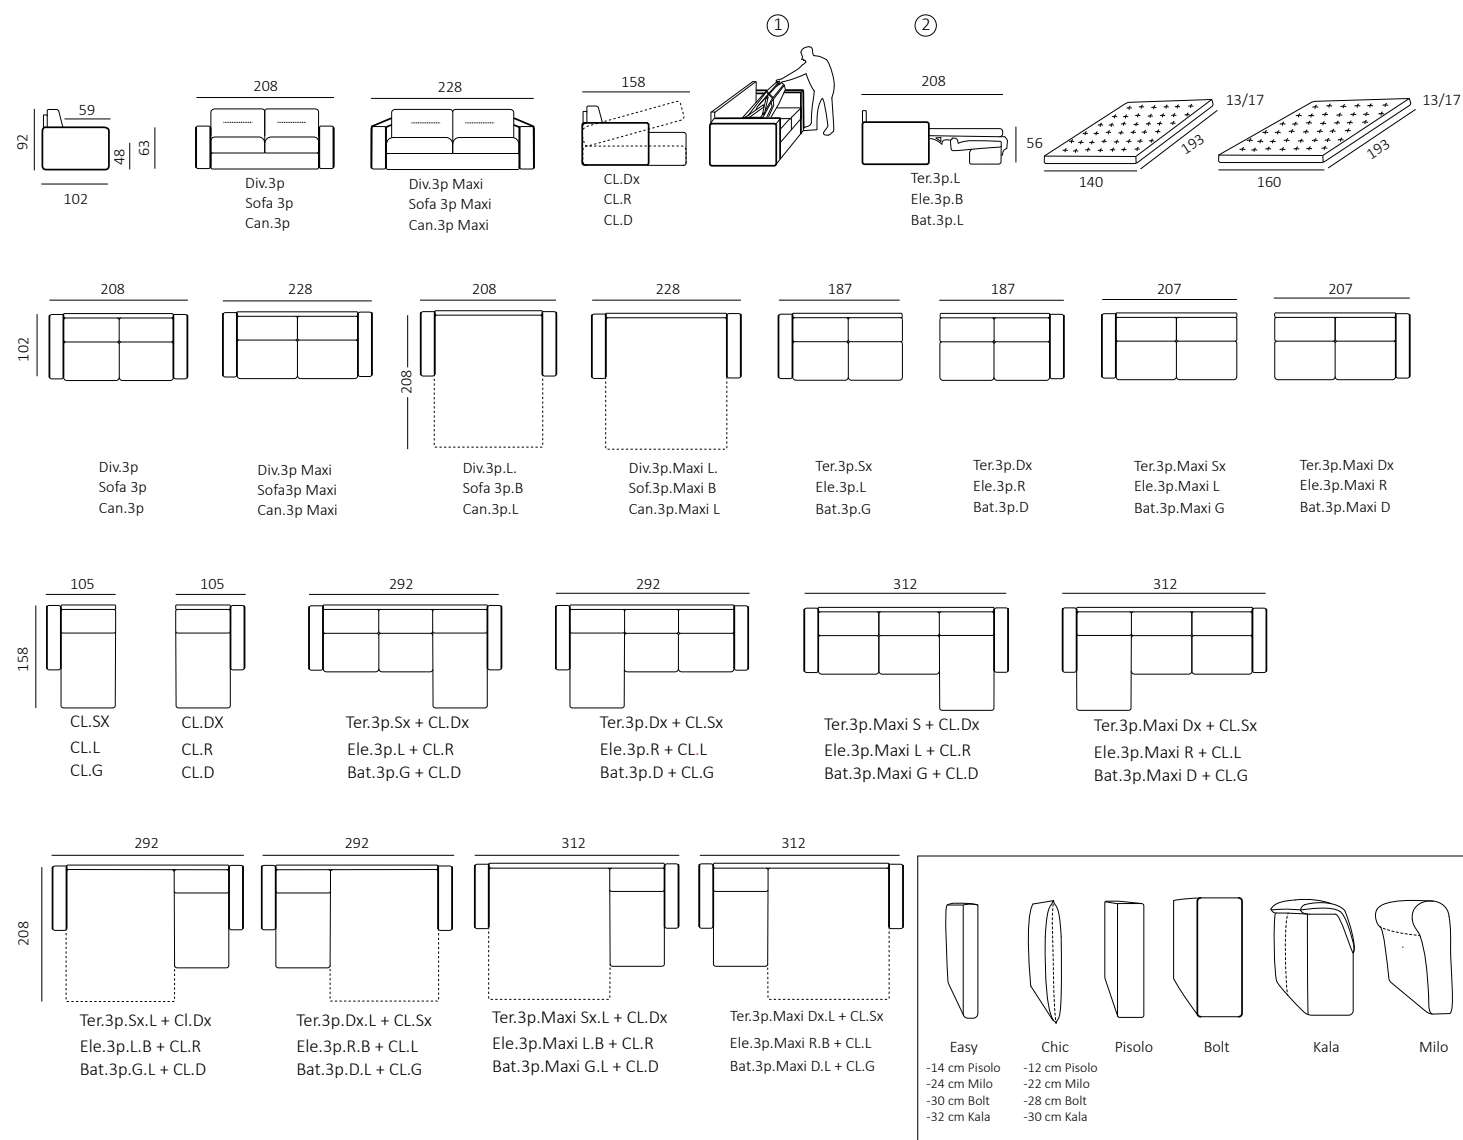 1
2
208
228
158
208
92
59
48
63
102
Div.3p
Sofa 3p
Can.3p
Div.3p Maxi
Sofa 3p Maxi
Can.3p Maxi
CL.Dx
CL.R
CL.D
Ter.3p.L
Ele.3p.B
Bat.3p.L
56
13/17
193
140
13/17
193
160
208
228
208
228
187
187
207
207
102
208
Div.3p
Sofa 3p
Can.3p
Div.3p Maxi
Sofa3p Maxi
Can.3p Maxi
Div.3p.L.
Sofa 3p.B
Can.3p.L
Div.3p.Maxi L.
Sof.3p.Maxi B
Can.3p.Maxi L
Ter.3p.Sx
Ele.3p.L
Bat.3p.G
Ter.3p.Dx
Ele.3p.R
Bat.3p.D
Ter.3p.Maxi Sx
Ele.3p.Maxi L
Bat.3p.Maxi G
Ter.3p.Maxi Dx
Ele.3p.Maxi R
Bat.3p.Maxi D
105
105
292
292
312
312
158
CL.SX
CL.L
CL.G
CL.DX
CL.R
CL.D
Ter.3p.Sx + CL.Dx
Ele.3p.L + CL.R
Bat.3p.G + CL.D
Ter.3p.Dx + CL.Sx
Ele.3p.R + CL.L
Bat.3p.D + CL.G
Ter.3p.Maxi S + CL.Dx
Ele.3p.Maxi L + CL.R
Bat.3p.Maxi G + CL.D
Ter.3p.Maxi Dx + CL.Sx
Ele.3p.Maxi R + CL.L
Bat.3p.Maxi D + CL.G
292
292
312
312
208
Ter.3p.Sx.L + Cl.Dx
Ele.3p.L.B + CL.R
Bat.3p.G.L + CL.D
Ter.3p.Dx.L + CL.Sx
Ele.3p.R.B + CL.L
Bat.3p.D.L + CL.G
Ter.3p.Maxi Sx.L + CL.Dx
Ele.3p.Maxi L.B + CL.R
Bat.3p.Maxi G.L + CL.D
Ter.3p.Maxi Dx.L + CL.Sx
Ele.3p.Maxi R.B + CL.L
Bat.3p.Maxi D.L + CL.G
Easy
-14 cm Pisolo
-24 cm Milo
-30 cm Bolt
-32 cm Kala
Chic
-12 cm Pisolo
-22 cm Milo
-28 cm Bolt
-30 cm Kala
Pisolo
Bolt
Kala
Milo